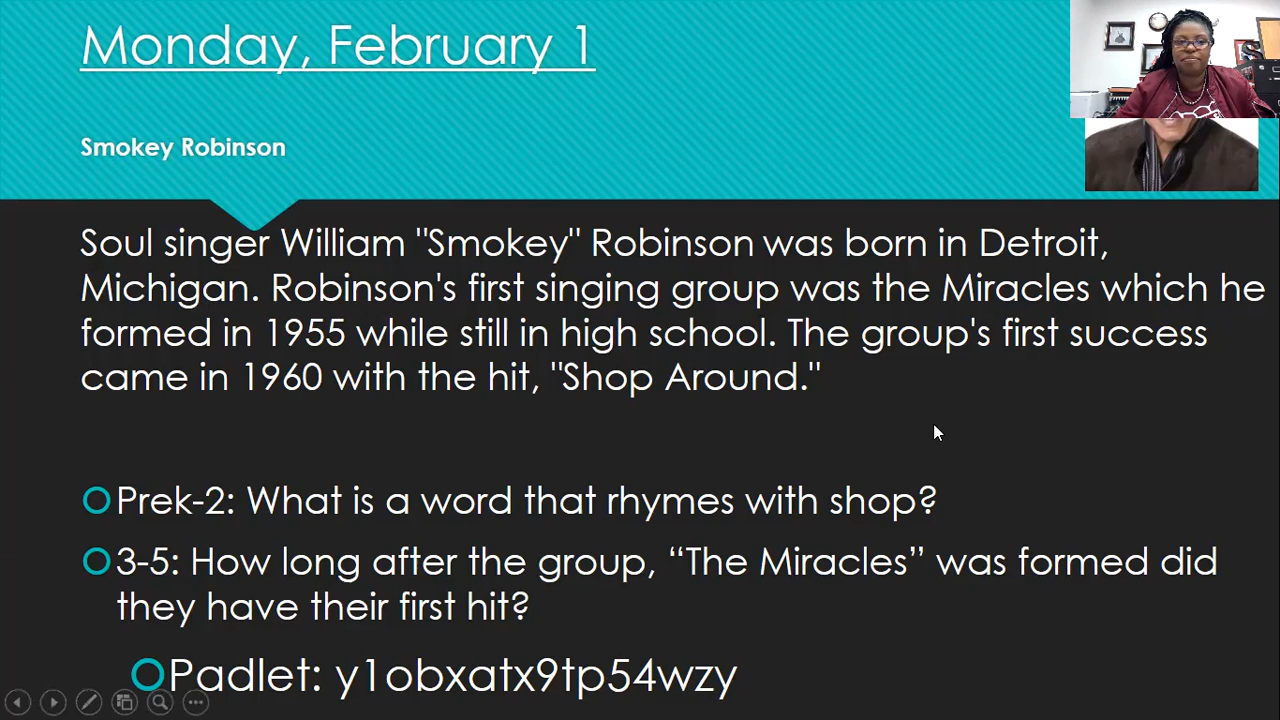 Monday, February 1
Smokey Robinson
Soul singer William "Smokey" Robinson was born in Detroit,
Michigan. Robinson's first singing group was the Miracles which he
formed in 1955 while still in high school. The group's first success
came in 1960 with the hit, "Shop Around."
Prek-2: What is a word that rhymes with shop?
3-5: How long after the group, “The Miracles” was formed did
they have their first hit?
Padlet: y1obxatx9tp54wzy